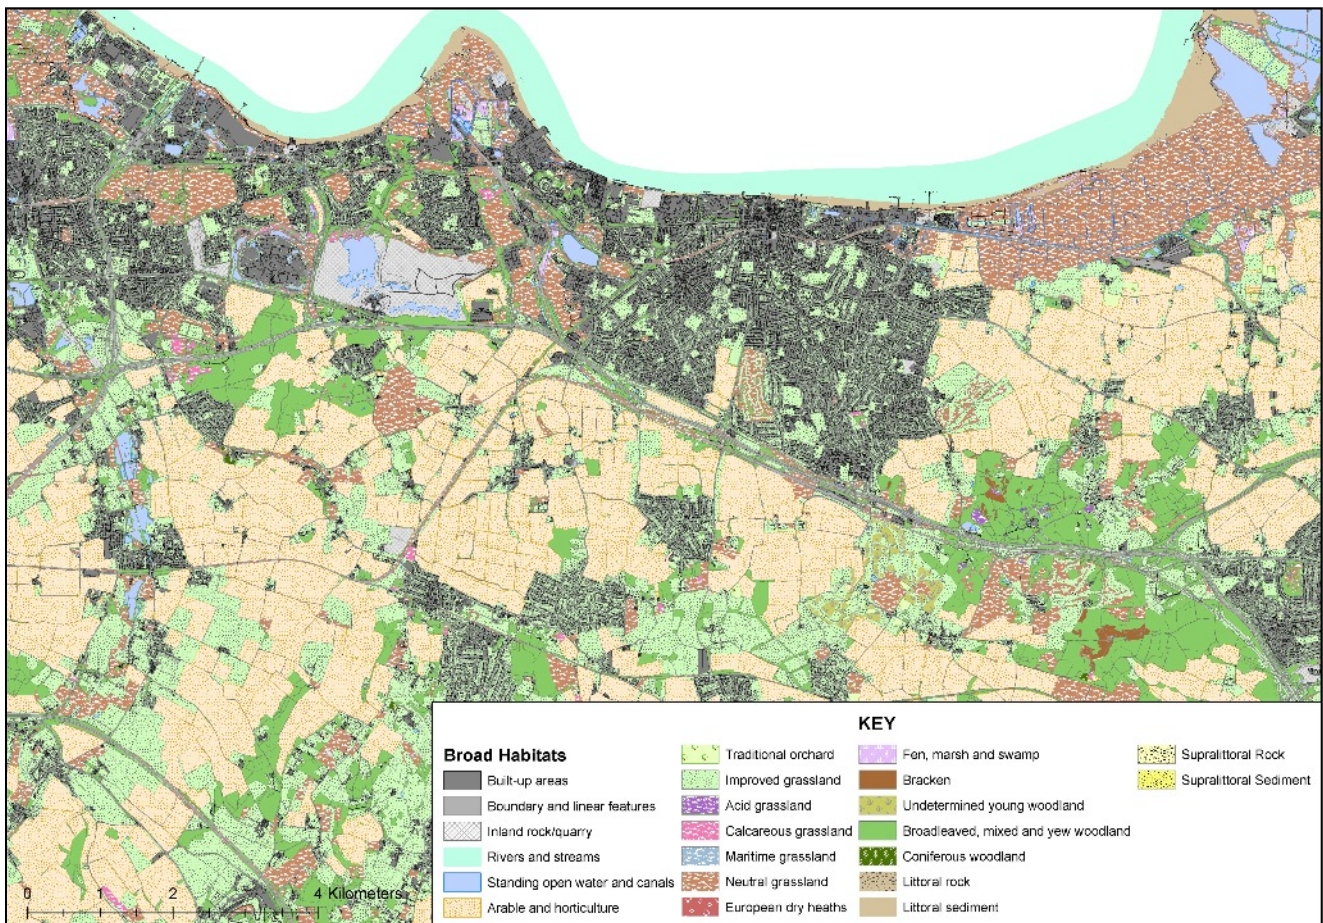 KEY
Broad Habitats
Built-up areas
Boundary and linear features
Inland rock/quarry
Rivers and streams
Standing open water and canals
Arable and horticulture
Traditional orchard
Improved grassland
Acid grassland
Calcareous grassland
Maritime grassland
Neutral grassland
European dry heaths
Fen, marsh and swamp
Bracken
Undetermined young woodland
Broadleaved, mixed and yew woodland
Coniferous woodland
Littoral rock
Littoral sediment
Supralittoral Rock
Supralittoral Sediment
0 1 2 4 Kilometers